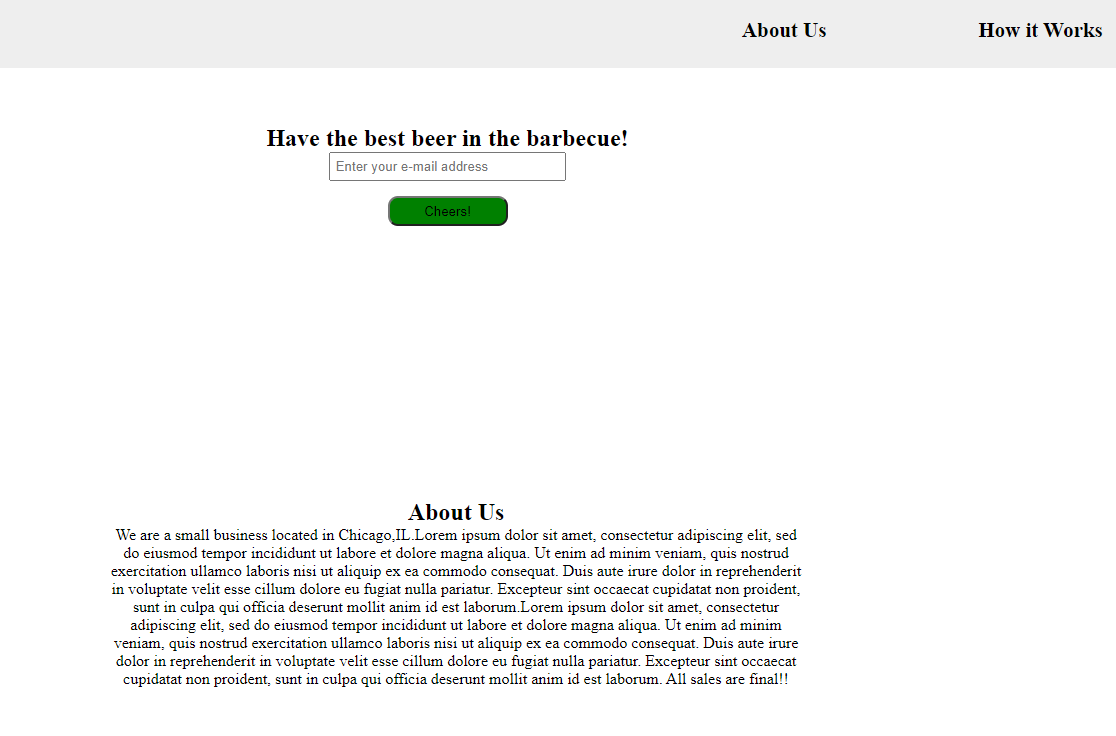 About Us
How it Works
Have the best beer in the barbecue!
Enter your e-mail address
Cheers!
About Us
We are a small business located in Chicago,IL.Lorem ipsum dolor sit amet, consectetur adipiscing elit, sed
do eiusmod tempor incididunt ut labore et dolore magna aliqua. Ut enim ad minim veniam, quis nostrud
exercitation ullamco laboris nisi ut aliquip ex ea commodo consequat. Duis aute irure dolor in reprehenderit
in voluptate velit esse cillum dolore eu fugiat nulla pariatur. Excepteur sint occaecat cupidatat non proident,
sunt in culpa qui officia deserunt mollit anim id est laborum.Lorem ipsum dolor sit amet, consectetur
adipiscing elit, sed do eiusmod tempor incididunt ut labore et dolore magna aliqua. Ut enim ad minim
veniam, quis nostrud exercitation ullamco laboris nisi ut aliquip ex ea commodo consequat. Duis aute irure
dolor in reprehenderit in voluptate velit esse cillum dolore eu fugiat nulla pariatur. Excepteur sint occaecat
cupidatat non proident, sunt in culpa qui officia deserunt mollit anim id est laborum. All sales are final!!